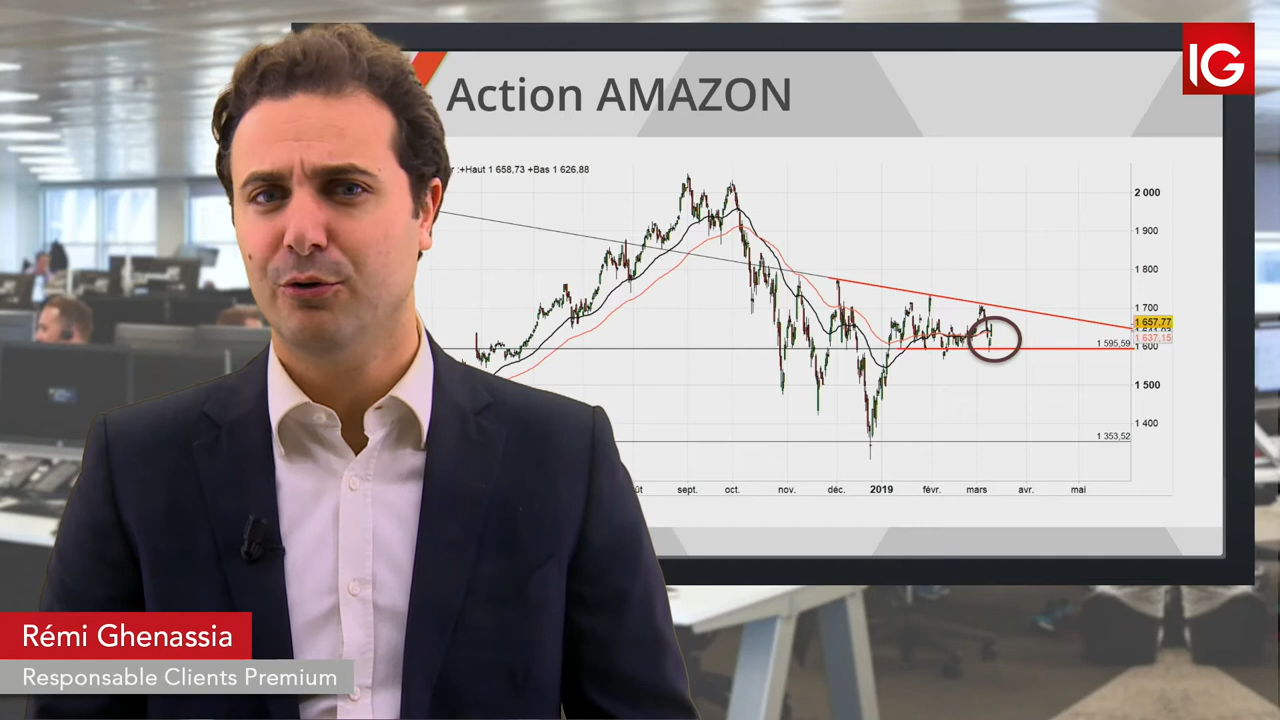 IG
Action AMAZON
r :+Haut 1 658,73 +Bas 1 626,88
2 000
1 900
1 800
1 700
1 657,77
1 637,15
1 595,59
1 600
1 500
1 400
1 353,52
ût sept. oct. nov. déc. 2019 févr. mars avr. mai
Rémi Ghenassia
Responsable Clients Premium